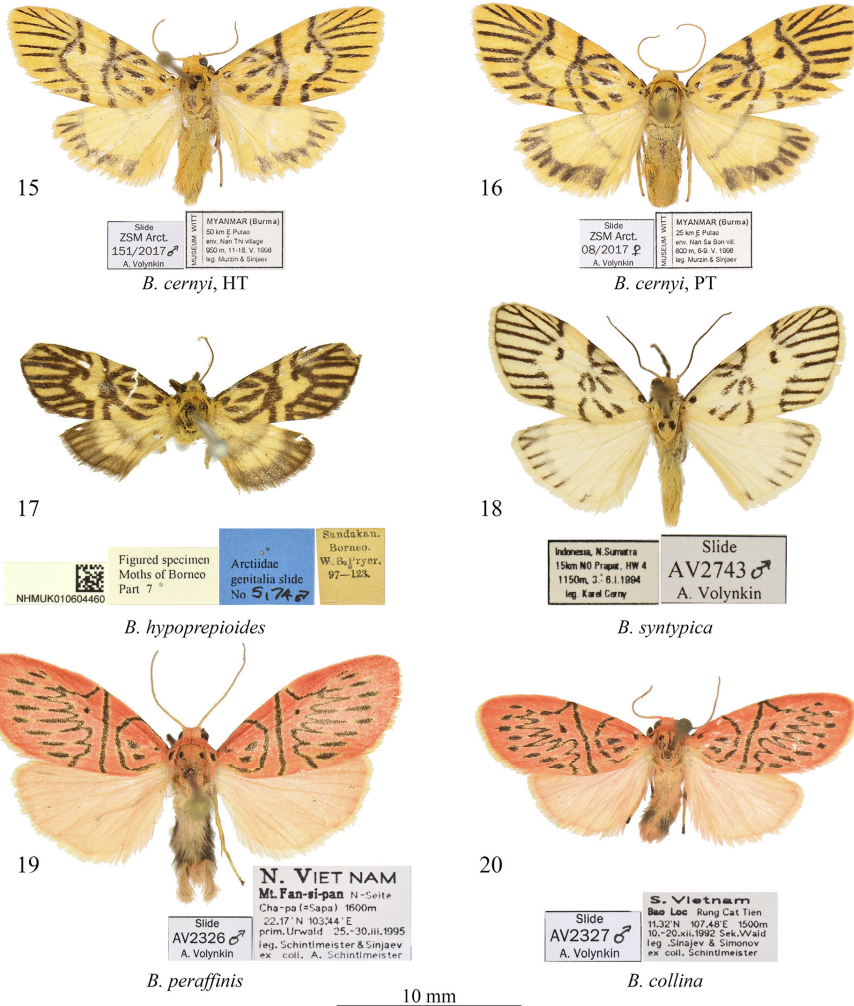 15
Slide
ZSM Arct.
151/2017 ♂
A. Volynkin
MUSEUM WITT
MYANMAR (Burma)
50 km E Putao
env. Nan Thi village
950 m, 11-16. V. 1998
leg. Murzin & Sinjaev
B. cernyi, HT
16
Slide
ZSM Arct.
08/2017 ♀
A. Volynkin
MUSEUM WITT
MYANMAR (Burma)
25 km E Putao
env. Nan Sa Bon vill.
800 m, 6-9. V. 1998
leg. Murzin & Sinjaev
B. cernyi, PT
17
NHMUK010604460
Figured specimen
Moths of Borneo
Part 7
Arctiidae
genitalia slide
No 5174 ♂
Sandakan.
Borneo.
W. B. Pryer.
97—123.
B. hypoprepioides
18
Indonesia, N.Sumatra
15km NO Prapat, HW 4
1150m, 3.-6.1.1994
leg. Karel Cerny
Slide
AV2743 ♂
A. Volynkin
B. syntypica
19
Slide
AV2326 ♂
A. Volynkin
N. VIET NAM
Mt. Fan-si-pan N-Seite
Cha-pa (=Sapa) 1600m
22.17'N 103.44'E
prim.Urwald 25.-30.iii.1995
leg. Schintlmeister & Sinjaev
ex coll. A. Schintlmeister
B. peraffinis
20
Slide
AV2327 ♂
A. Volynkin
S. Vietnam
Bao Loc Rung Cat Tien
11.32'N 107.48'E 1500m
10.-20.xii.1992 Sek.Wald
leg .Sinajev & Simonov
ex coll. Schintlmeister
B. collina
10 mm